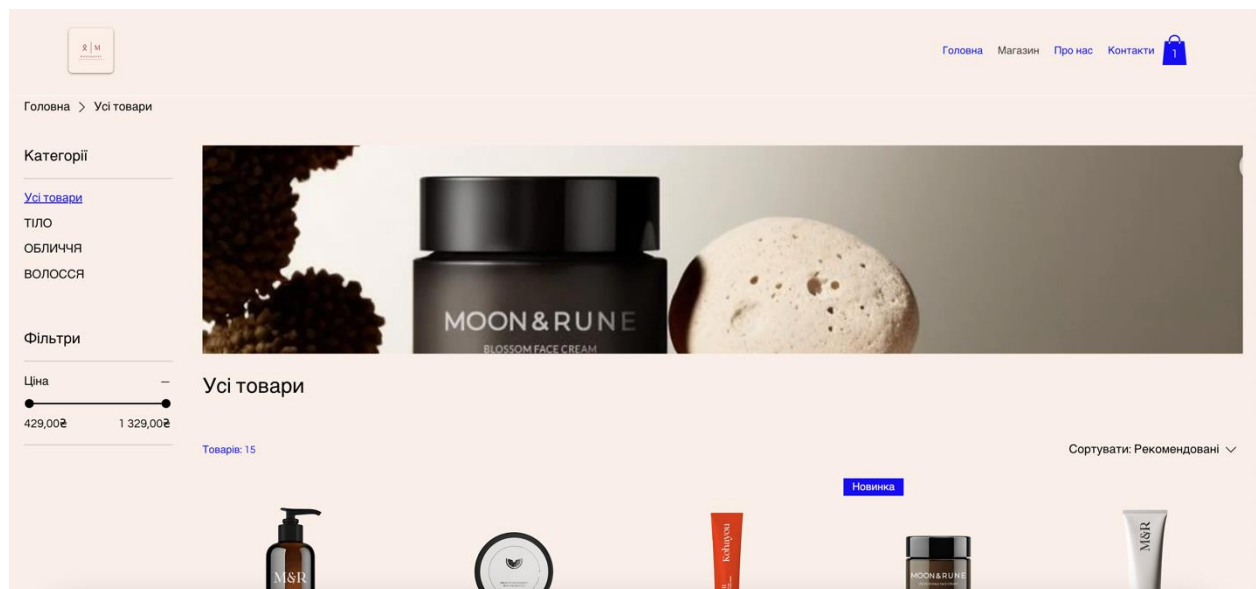 Я | M
Головна Магазин Про нас Контакти 1
Головна > Усі товари
Категорії
Усі товари
ТІЛО
ОБЛИЧЧЯ
ВОЛОССЯ
MOON & RUNE
BLOSSOM FACE CREAM
Фільтри
Ціна
429,00₴ 1 329,00₴
Усі товари
Товарів: 15
Сортувати: Рекомендовані
Новинка
M&R
Kohayou
MOON & RUNE
M&R